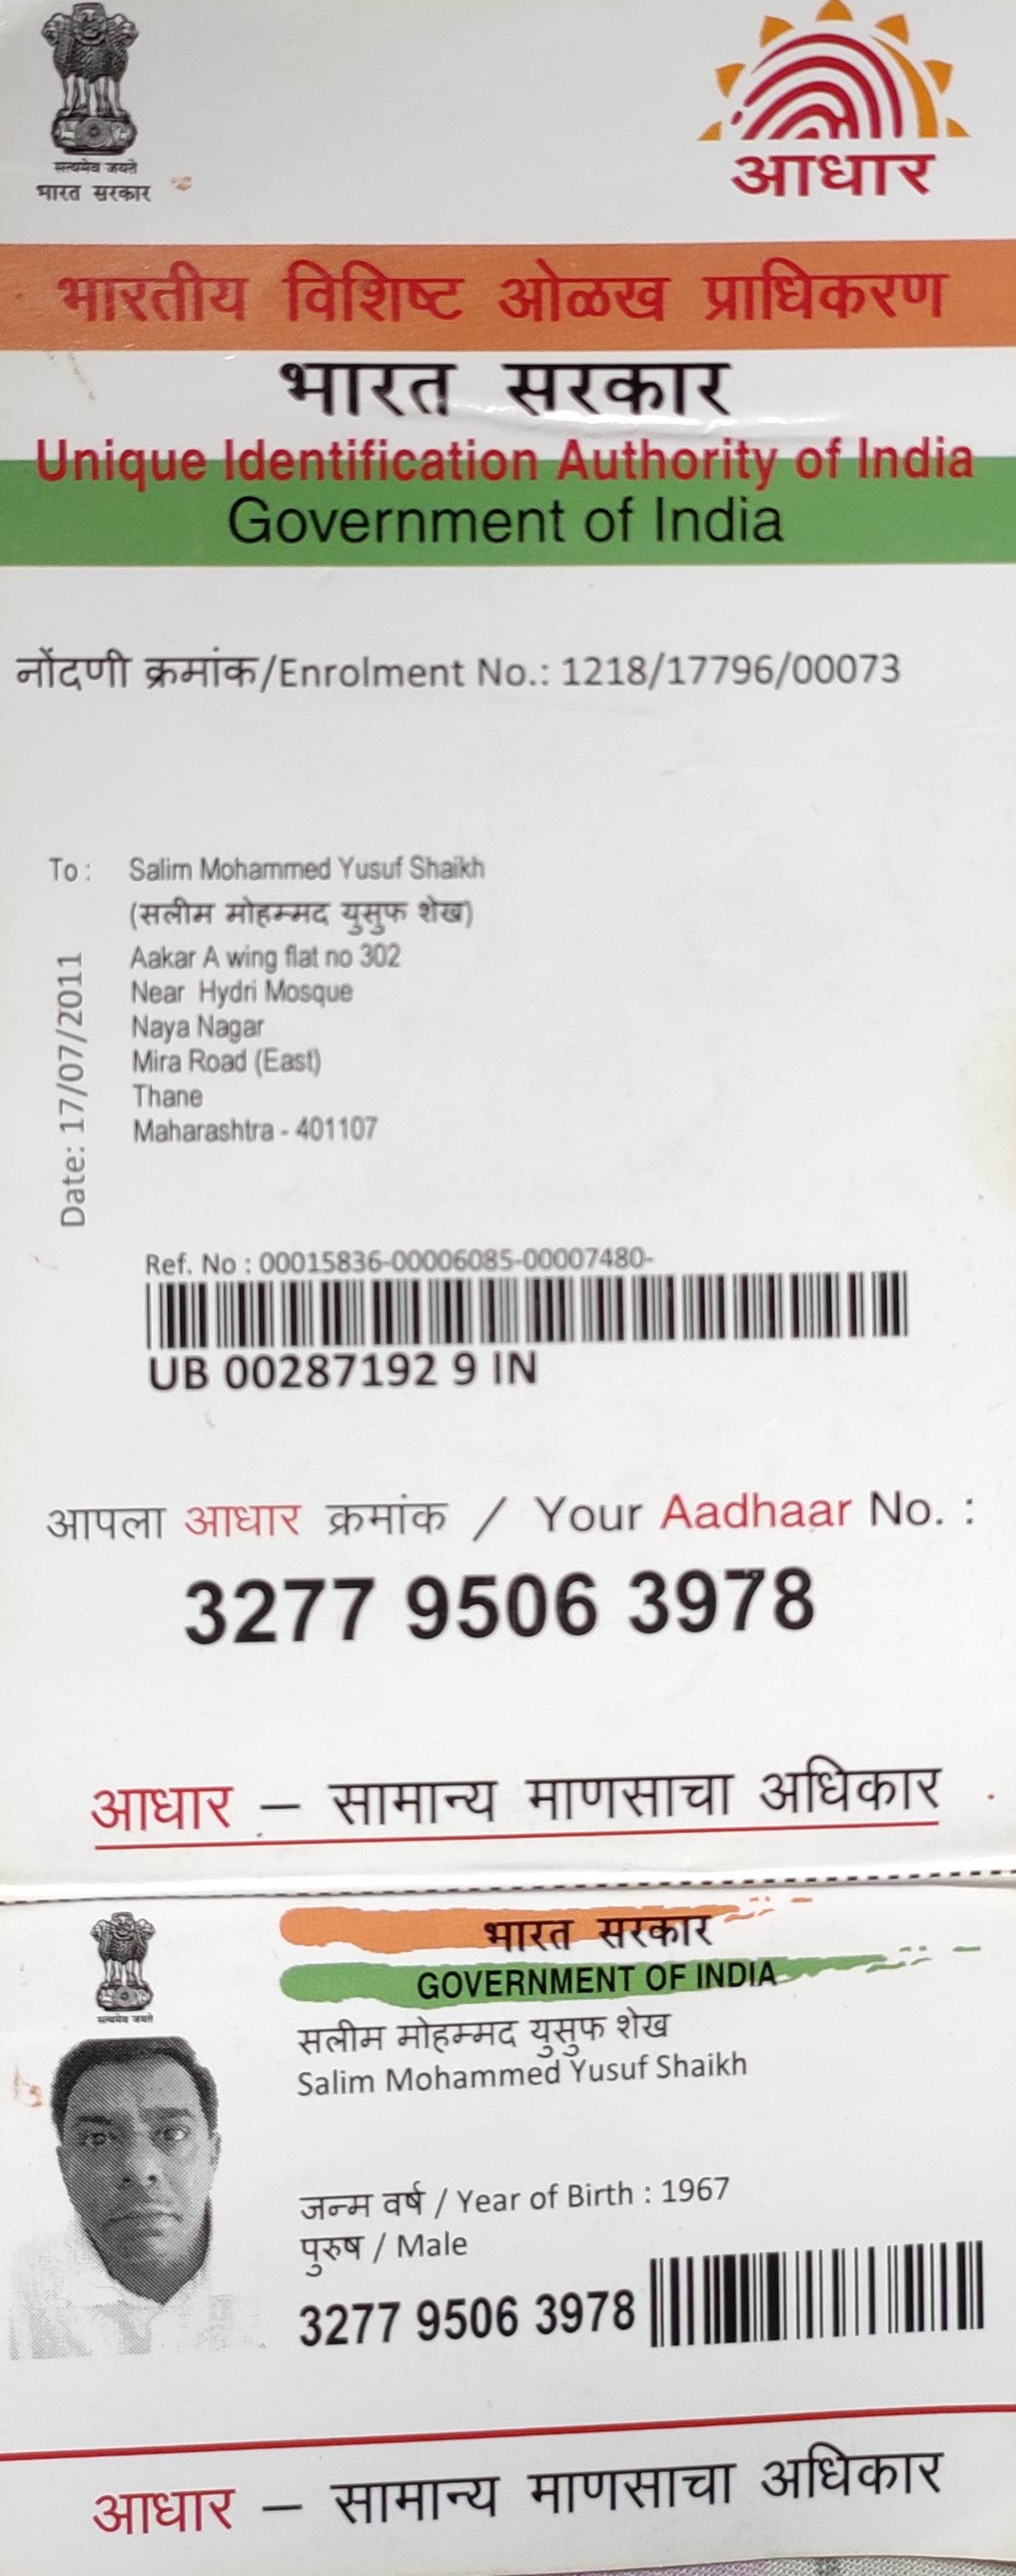 सत्यमेव जयते
भारत सरकार
आधार
भारतीय विशिष्ट ओळख प्राधिकरण
भारत सरकार
Unique Identification Authority of India
Government of India
नोंदणी क्रमांक/Enrolment No.: 1218/17796/00073
To : Salim Mohammed Yusuf Shaikh
(सलीम मोहम्मद युसुफ शेख)
Aakar A wing flat no 302
Near Hydri Mosque
Naya Nagar
Mira Road (East)
Thane
Maharashtra - 401107
Date: 17/07/2011
Ref. No : 00015836-00006085-00007480-
UB 00287192 9 IN
आपला आधार क्रमांक / Your Aadhaar No. :
3277 9506 3978
आधार – सामान्य माणसाचा अधिकार
सत्यमेव जयते
भारत सरकार
GOVERNMENT OF INDIA
सलीम मोहम्मद युसुफ शेख
Salim Mohammed Yusuf Shaikh
जन्म वर्ष / Year of Birth : 1967
पुरुष / Male
3277 9506 3978
आधार – सामान्य माणसाचा अधिकार